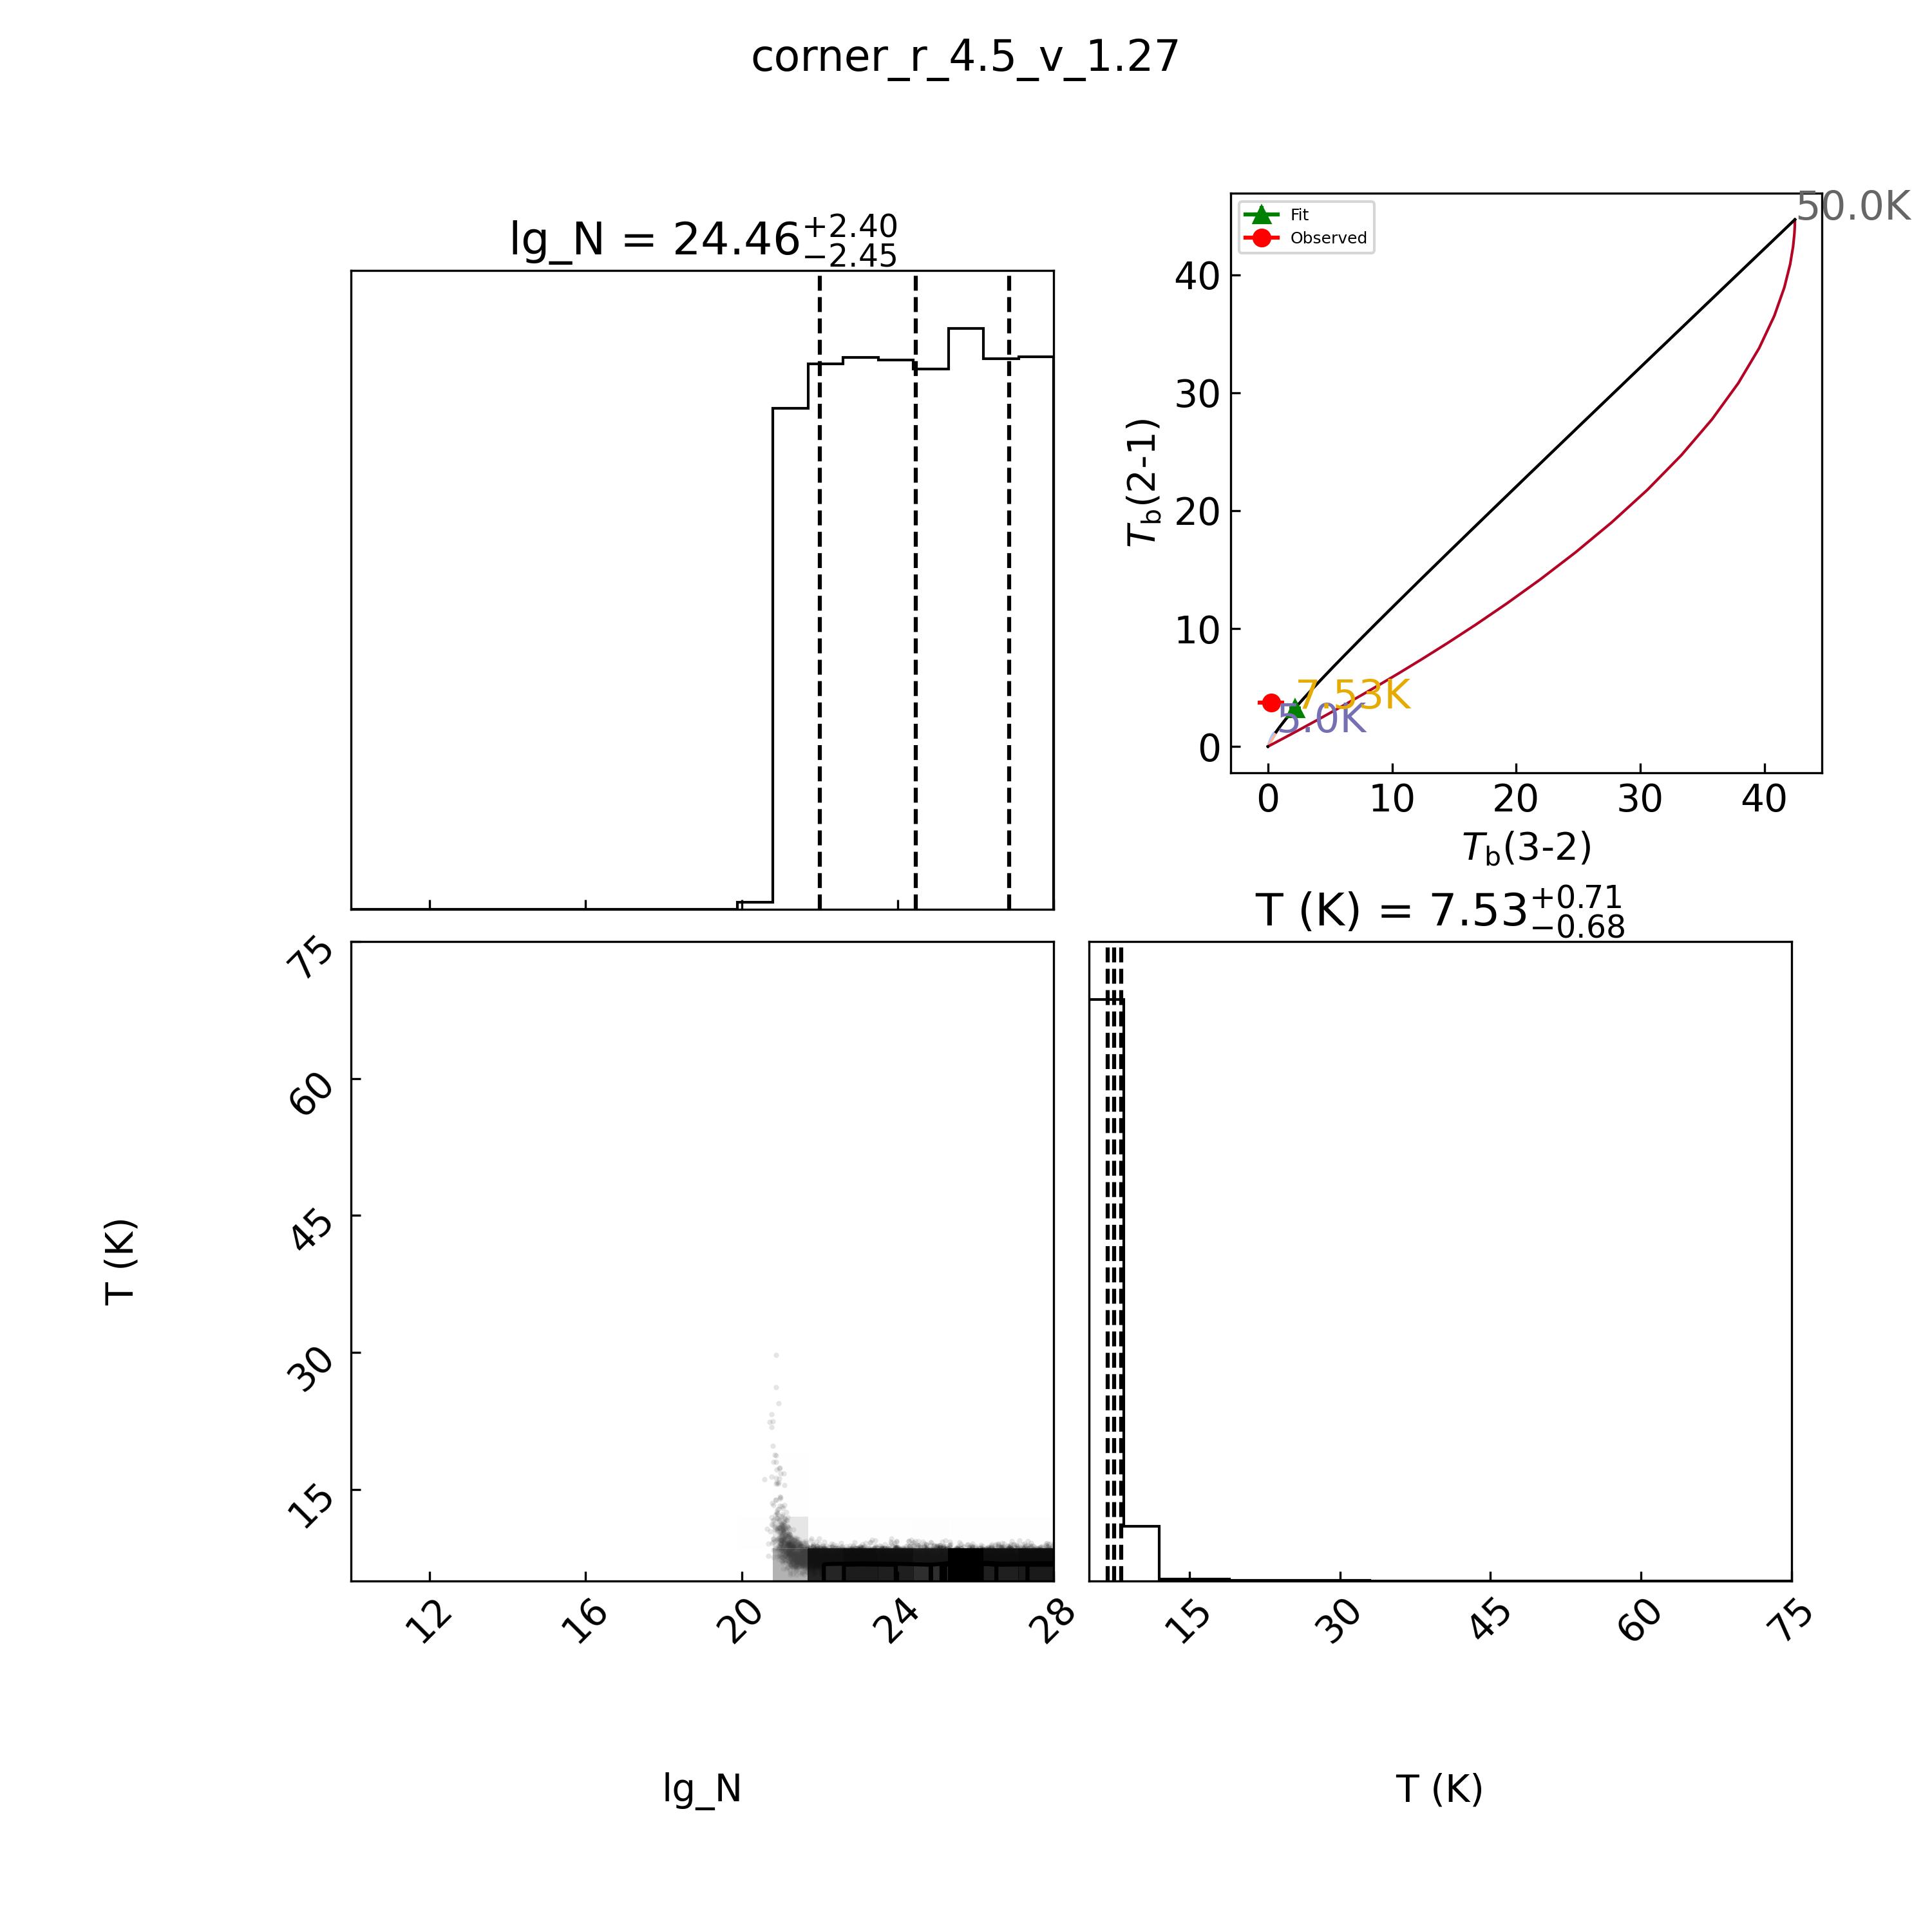 corner_r_4.5_v_1.27
lg_N = 24.46+2.40−2.45
50.0K
Fit
Observed
40
30
20
10
0
Tb(2-1)
7.53K
5.0K
0 10 20 30 40
Tb(3-2)
T (K) = 7.53+0.71−0.68
75
60
45
30
15
T (K)
12 16 20 24 28
15 30 45 60 75
lg_N
T (K)